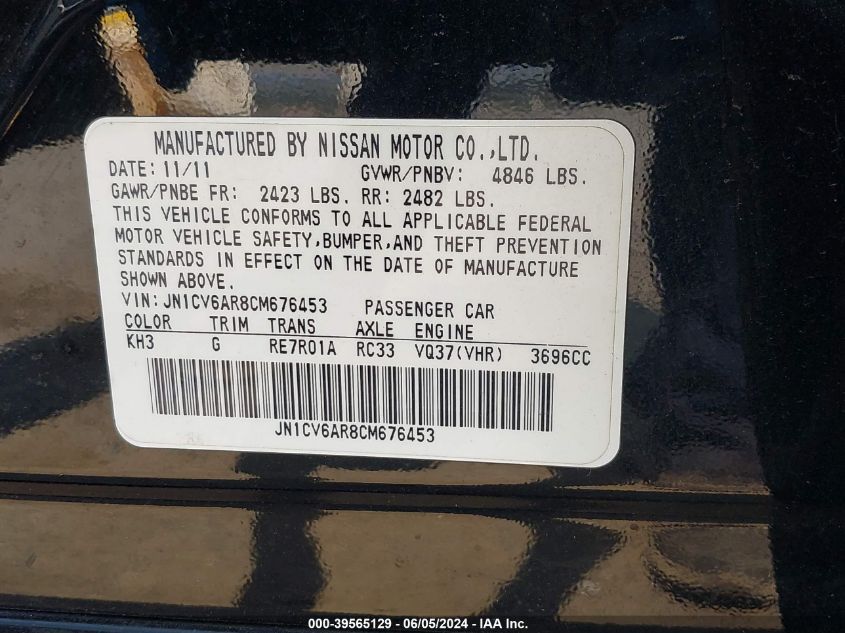 MANUFACTURED BY NISSAN MOTOR CO.,LTD.
DATE: 11/11 GVWR/PNBV: 4846 LBS.
GAWR/PNBE FR: 2423 LBS. RR: 2482 LBS.
THIS VEHICLE CONFORMS TO ALL APPLICABLE FEDERAL
MOTOR VEHICLE SAFETY,BUMPER,AND THEFT PREVENTION
STANDARDS IN EFFECT ON THE DATE OF MANUFACTURE
SHOWN ABOVE.
VIN: JN1CV6AR8CM676453 PASSENGER CAR
COLOR TRIM TRANS AXLE ENGINE
KH3 G RE7R01A RC33 VQ37(VHR) 3696CC
JN1CV6AR8CM676453
000-39565129 - 06/05/2024 - IAA Inc.